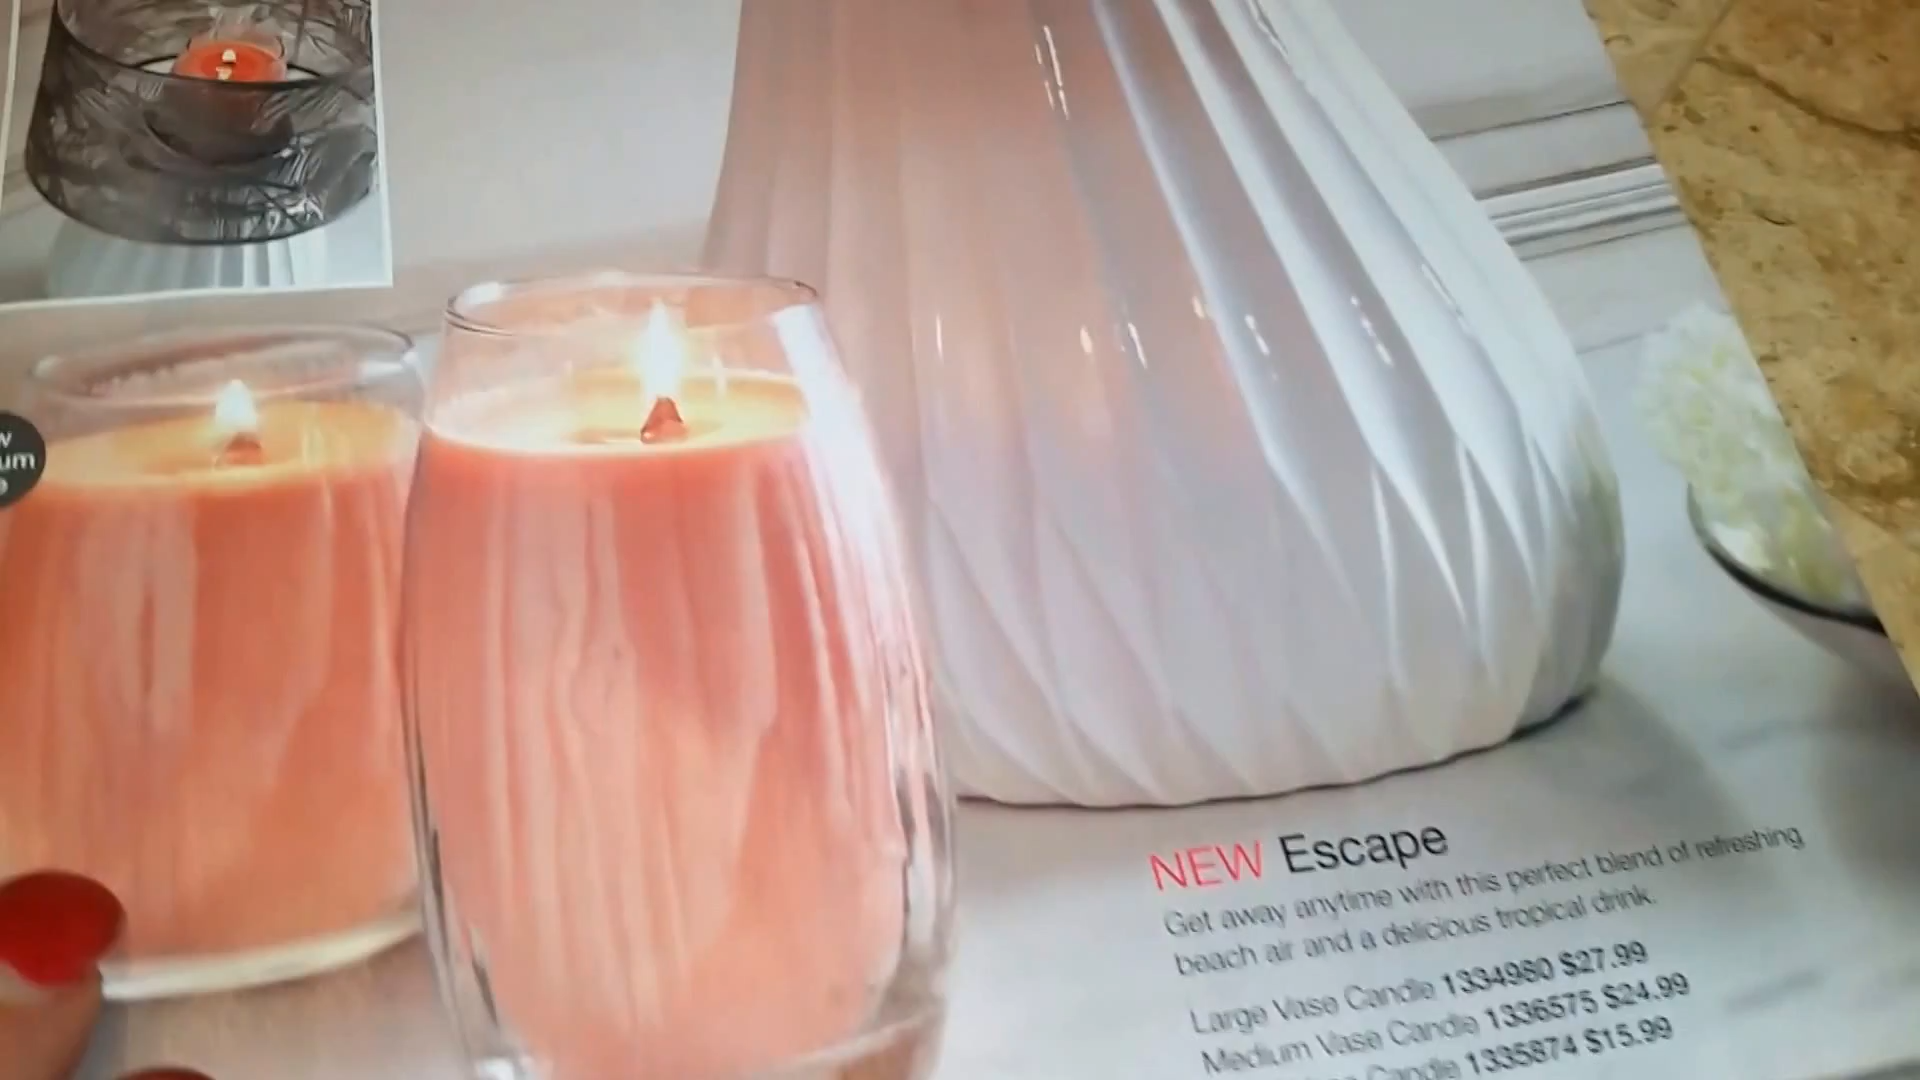 um
NEW Escape
Get away anytime with this perfect blend of refreshing
beach air and a delicious tropical drink.
Large Vase Candle 1334980 $27.99
Medium Vase Candle 1336575 $24.99
Candle 1335874 $15.99